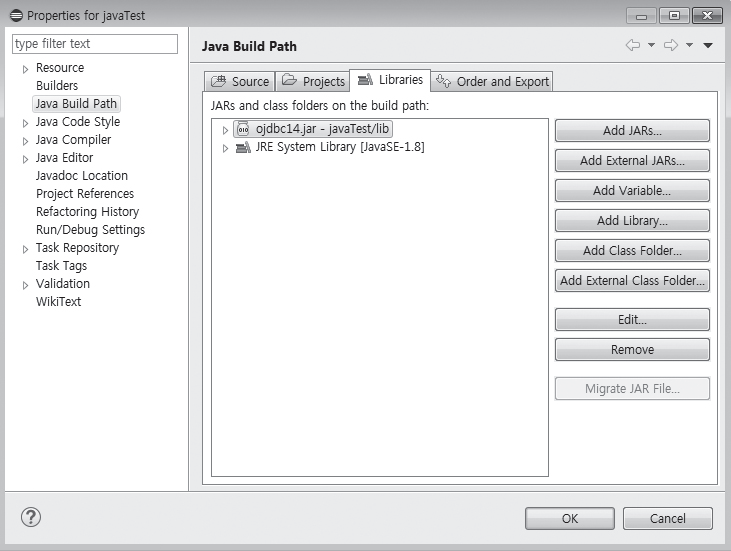 Properties for javaTest
type filter text
Resource
Builders
Java Build Path
Java Code Style
Java Compiler
Java Editor
Javadoc Location
Project References
Refactoring History
Run/Debug Settings
Task Repository
Task Tags
Validation
WikiText
Java Build Path
Source
Projects
Libraries
Order and Export
JARs and class folders on the build path:
ojdbc14.jar - javaTest/lib
JRE System Library [JavaSE-1.8]
Add JARs...
Add External JARs...
Add Variable...
Add Library...
Add Class Folder...
Add External Class Folder...
Edit...
Remove
Migrate JAR File...
?
OK
Cancel